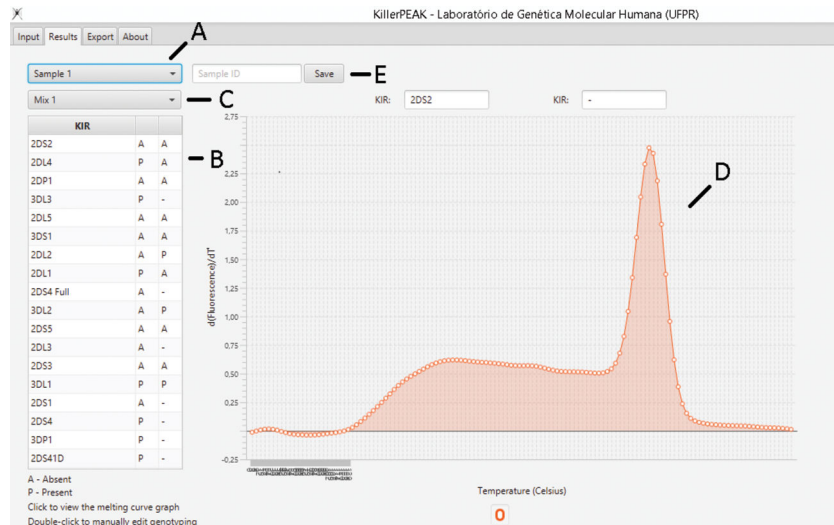 KillerPEAK - Laboratório de Genética Molecular Humana (UFPR)
Input Results Export About
A
Sample 1 Sample ID Save E
Mix 1 C KIR: 2DS2 KIR: -
KIR
2DS2 A A
2DL4 P A
2DP1 A A
3DL3 P -
2DL5 A A
3DS1 A A
2DL2 A P
2DL1 P A
2DS4 Full A -
3DL2 A P
2DS5 A A
2DL3 A -
2DS3 A A
3DL1 P P
2DS1 A -
2DS4 P -
3DP1 P -
2DS41D P -
B
A - Absent
P - Present
Click to view the melting curve graph
Double-click to manually edit genotyping
d(Fluorescence)/dT°
2,75
2,50
2,25
2,00
1,75
1,50
1,25
1,00
0,75
0,50
0,25
0,00
-0,25
D
Temperature (Celsius)